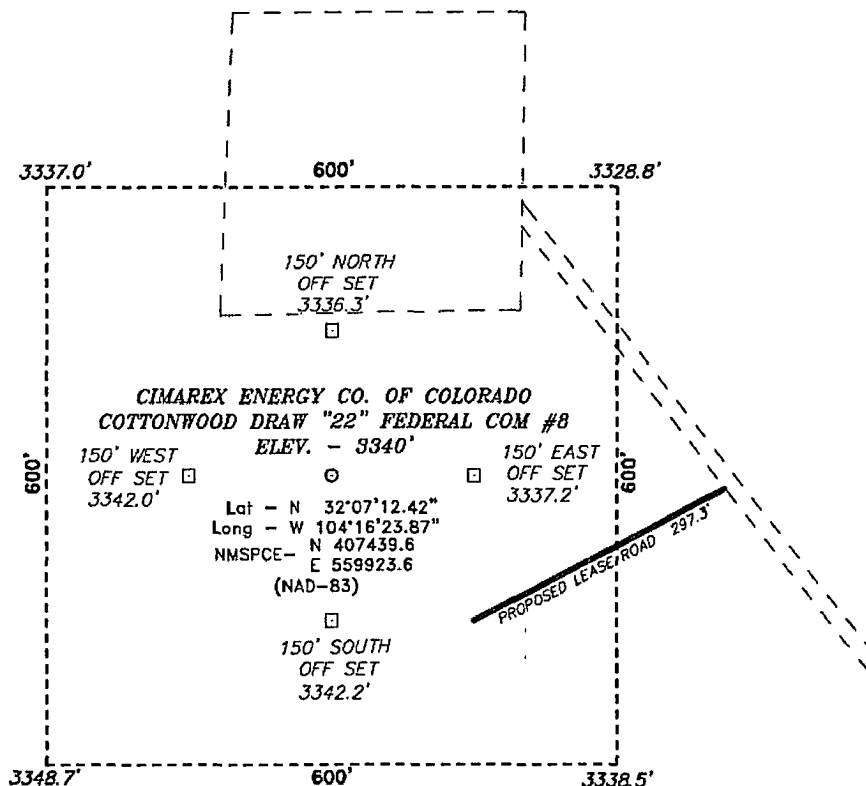 3337.0'
600'
3328.8'
150' NORTH
OFF SET
3336.3'
CIMAREX ENERGY CO. OF COLORADO
COTTONWOOD DRAW "22" FEDERAL COM #8
ELEV. - 3340'
600'
150' WEST
OFF SET
3342.0'
150' EAST
OFF SET
3337.2'
600'
Lat - N 32°07'12.42"
Long - W 104°16'23.87"
NMSPCE- N 407439.6
E 559923.6
(NAD-83)
PROPOSED LEASE ROAD 297.3'
150' SOUTH
OFF SET
3342.2'
3348.7'
600'
3338.5'